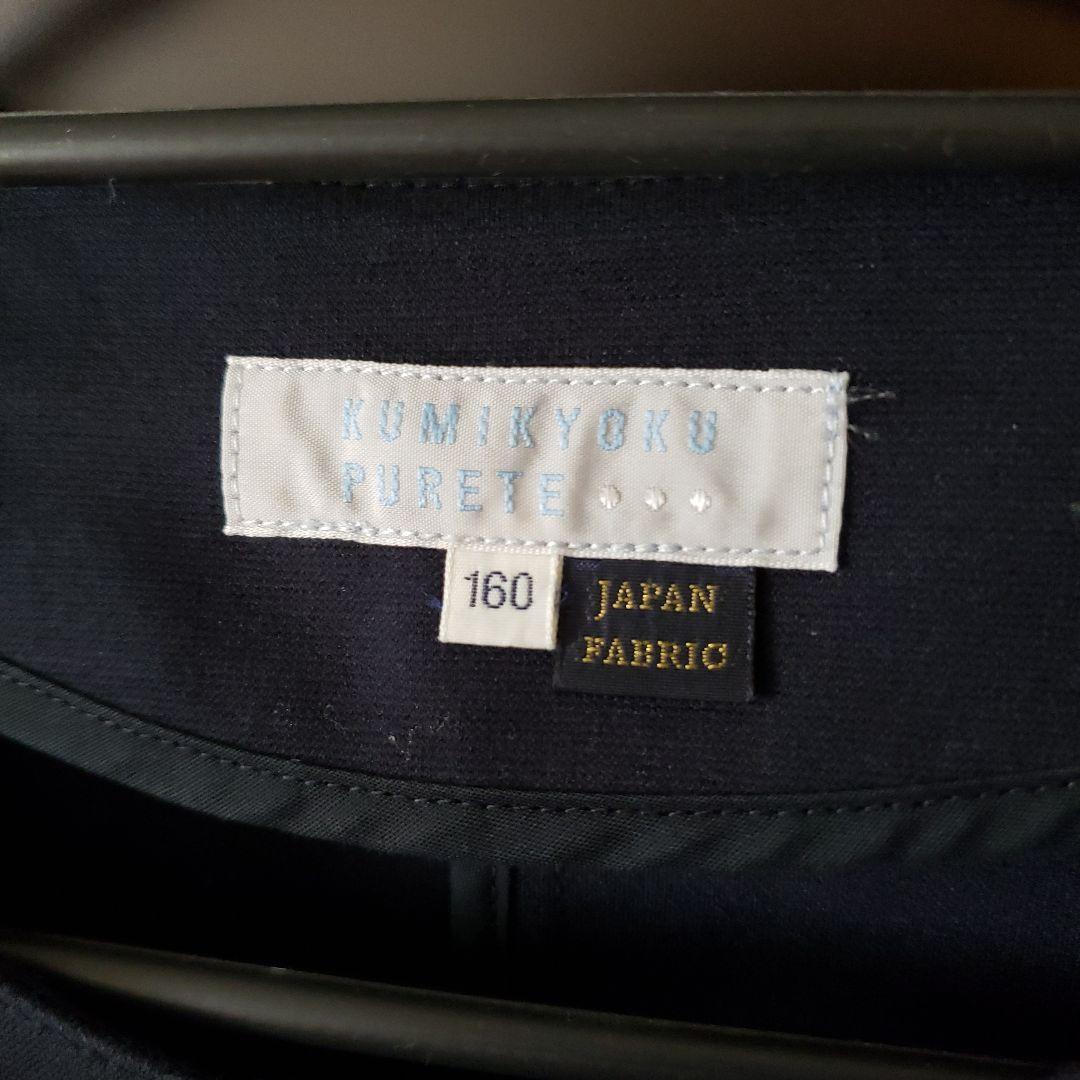 KUMIKYOKU
PURETE
160
JAPAN
FABRIC